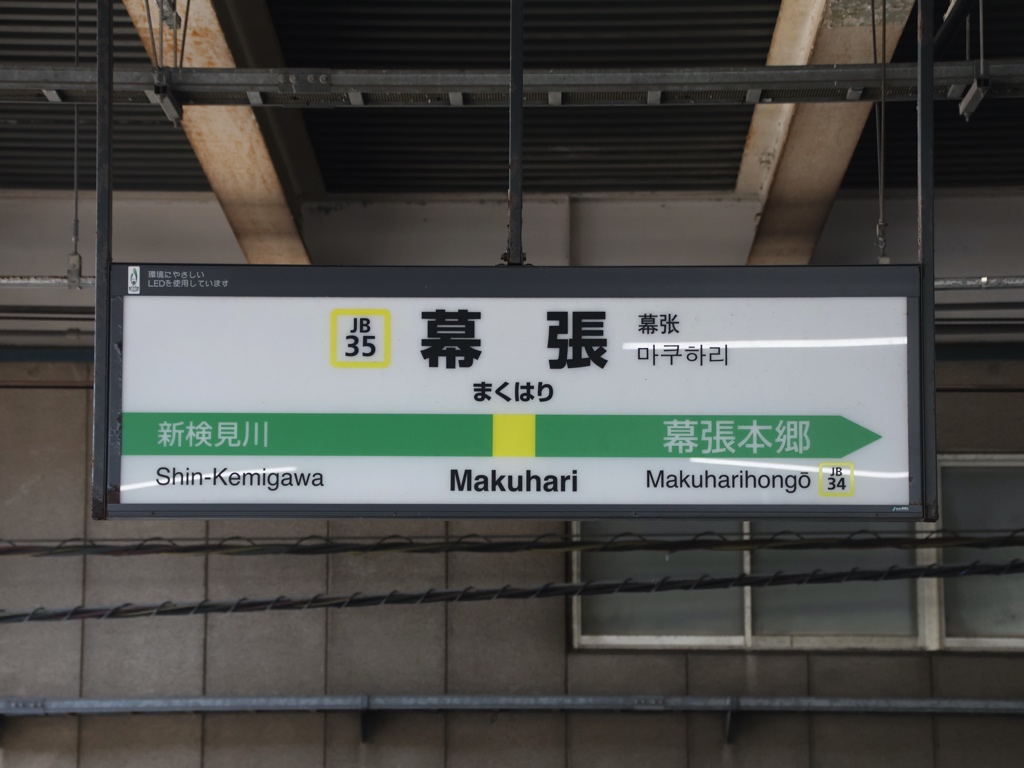 環境にやさしい
LEDを使用しています
JB
35
幕 張
幕张
마쿠하리
まくはり
新検見川
幕張本郷
Shin-Kemigawa
Makuhari
Makuharihongō
JB
34